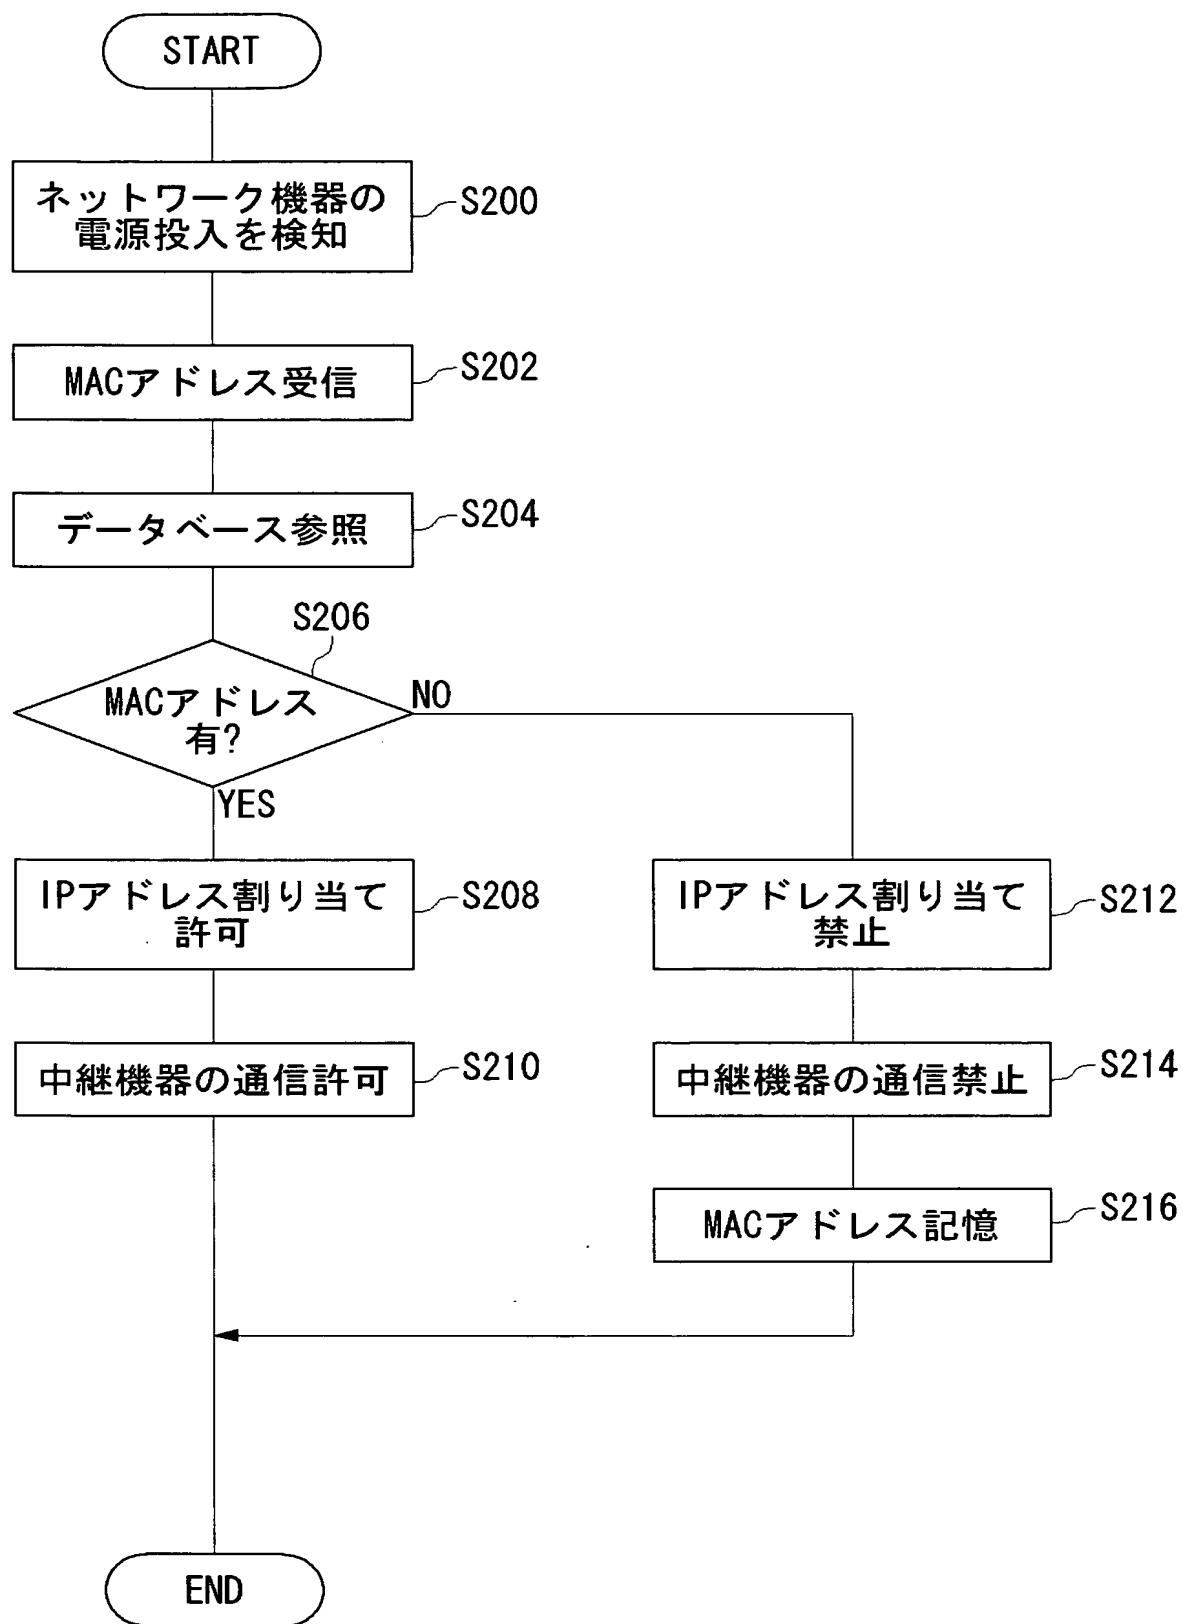 START
ネットワーク機器の
電源投入を検知
S200
MACアドレス受信
S202
データベース参照
S204
S206
MACアドレス
有?
NO
YES
IPアドレス割り当て
許可
S208
IPアドレス割り当て
禁止
S212
中継機器の通信許可
S210
中継機器の通信禁止
S214
MACアドレス記憶
S216
END